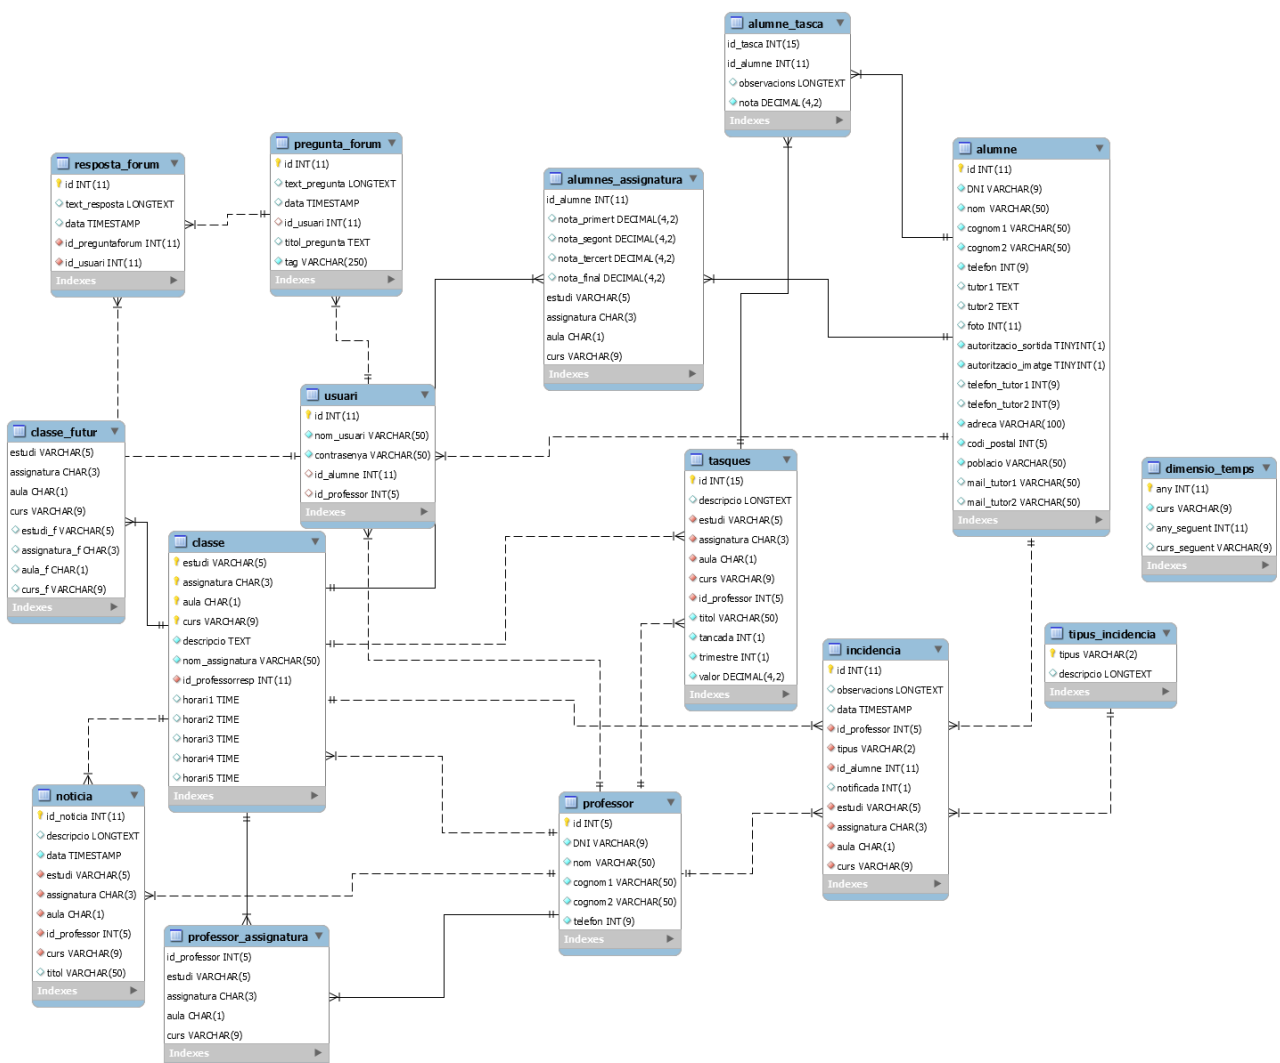 alumne_tasca
id_tasca INT(15)
id_alumne INT(11)
observacions LONGTEXT
nota DECIMAL(4,2)
Indexes
resposta_forum
id INT(11)
text_resposta LONGTEXT
data TIMESTAMP
id_preguntaforum INT(11)
id_usuari INT(11)
Indexes
pregunta_forum
id INT(11)
text_pregunta LONGTEXT
data TIMESTAMP
id_usuari INT(11)
titol_pregunta TEXT
tag VARCHAR(250)
Indexes
alumnes_assignatura
id_alumne INT(11)
nota_primert DECIMAL(4,2)
nota_segont DECIMAL(4,2)
nota_tercert DECIMAL(4,2)
nota_final DECIMAL(4,2)
estudi VARCHAR(5)
assignatura CHAR(3)
aula CHAR(1)
curs VARCHAR(9)
Indexes
alumne
id INT(11)
DNI VARCHAR(9)
nom VARCHAR(50)
cognom1 VARCHAR(50)
cognom2 VARCHAR(50)
telefon INT(9)
tutor1 TEXT
tutor2 TEXT
foto INT(11)
autoritzacio_sortida TINYINT(1)
autoritzacio_imatge TINYINT(1)
telefon_tutor1 INT(9)
telefon_tutor2 INT(9)
adreca VARCHAR(100)
codi_postal INT(5)
poblacio VARCHAR(50)
mail_tutor1 VARCHAR(50)
mail_tutor2 VARCHAR(50)
Indexes
usuari
id INT(11)
nom_usuari VARCHAR(50)
contrasenya VARCHAR(50)
id_alumne INT(11)
id_professor INT(5)
Indexes
classe_futur
estudi VARCHAR(5)
assignatura CHAR(3)
aula CHAR(1)
curs VARCHAR(9)
estudi_f VARCHAR(5)
assignatura_f CHAR(3)
aula_f CHAR(1)
curs_f VARCHAR(9)
Indexes
tasques
id INT(15)
descripcio LONGTEXT
estudi VARCHAR(5)
assignatura CHAR(3)
aula CHAR(1)
curs VARCHAR(9)
id_professor INT(5)
titol VARCHAR(50)
tancada INT(1)
trimestre INT(1)
valor DECIMAL(4,2)
Indexes
dimensio_temps
any INT(11)
curs VARCHAR(9)
any_seguent INT(11)
curs_seguent VARCHAR(9)
Indexes
classe
estudi VARCHAR(5)
assignatura CHAR(3)
aula CHAR(1)
curs VARCHAR(9)
descripcio TEXT
nom_assignatura VARCHAR(50)
id_professorresp INT(11)
horari1 TIME
horari2 TIME
horari3 TIME
horari4 TIME
horari5 TIME
Indexes
tipus_incidencia
tipus VARCHAR(2)
descripcio LONGTEXT
Indexes
incidencia
id INT(11)
observacions LONGTEXT
data TIMESTAMP
id_professor INT(5)
tipus VARCHAR(2)
id_alumne INT(11)
notificada INT(1)
estudi VARCHAR(5)
assignatura CHAR(3)
aula CHAR(1)
curs VARCHAR(9)
Indexes
noticia
id_noticia INT(11)
descripcio LONGTEXT
data TIMESTAMP
estudi VARCHAR(5)
assignatura CHAR(3)
aula CHAR(1)
id_professor INT(5)
curs VARCHAR(9)
titol VARCHAR(50)
Indexes
professor
id INT(5)
DNI VARCHAR(9)
nom VARCHAR(50)
cognom1 VARCHAR(50)
cognom2 VARCHAR(50)
telefon INT(9)
Indexes
professor_assignatura
id_professor INT(5)
estudi VARCHAR(5)
assignatura CHAR(3)
aula CHAR(1)
curs VARCHAR(9)
Indexes